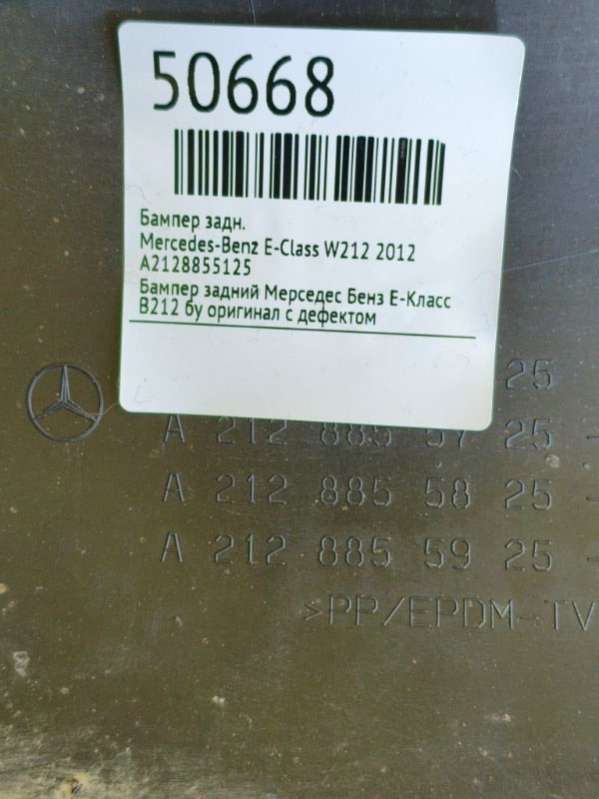 50668
Бампер задн.
Mercedes-Benz E-Class W212 2012
A2128855125
Бампер задний Мерседес Бенз Е-Класс
В212 бу оригинал с дефектом
25
A 212 885 57 25 -
A 212 885 58 25 -
A 212 885 59 25 -
>PP/EPDM-TV